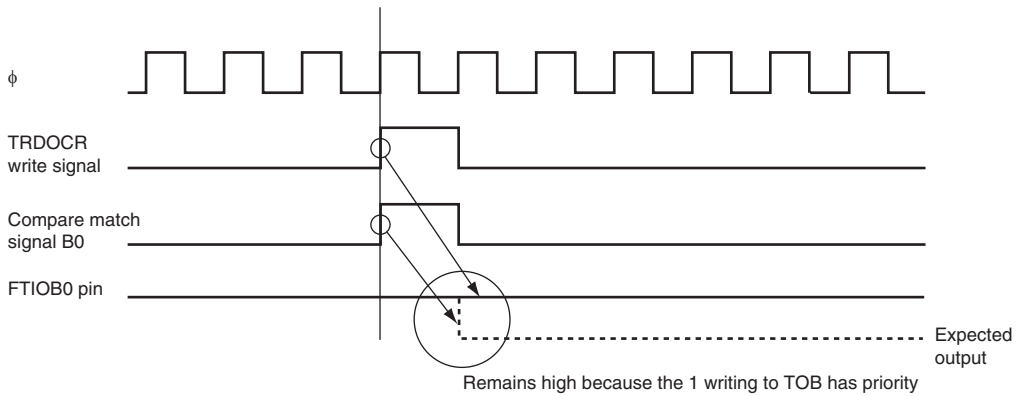 ϕ
TRDOCR
write signal
Compare match
signal B0
FTIOB0 pin
Expected
output
Remains high because the 1 writing to TOB has priority